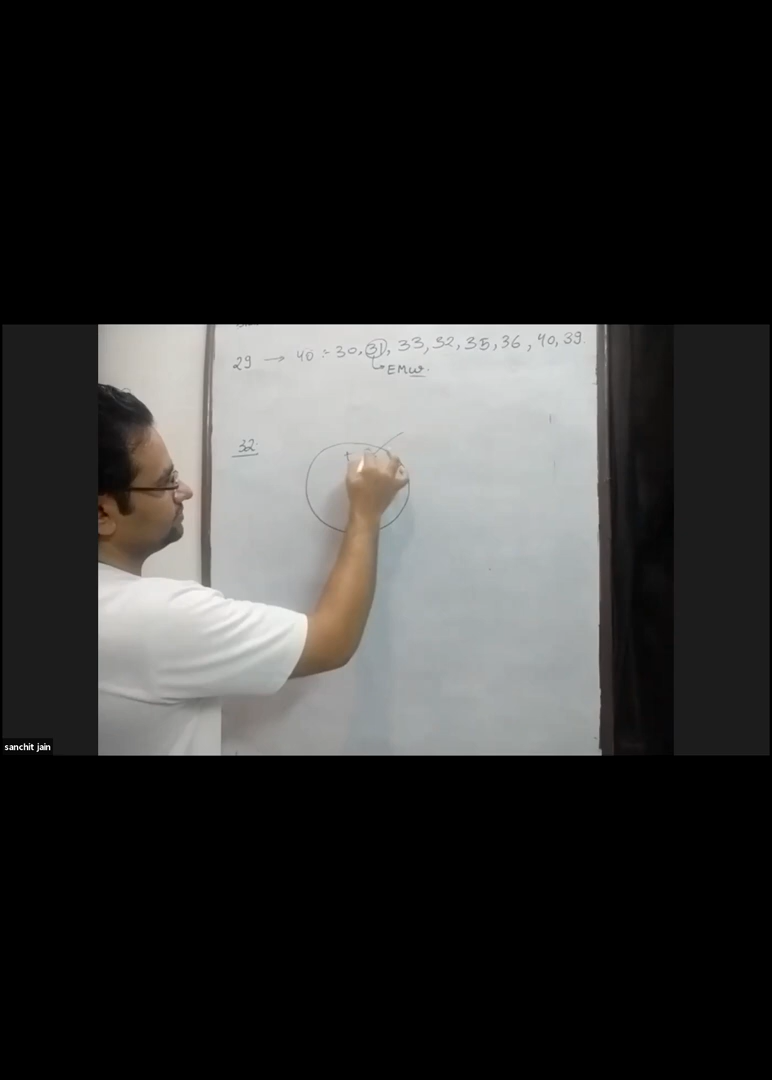 29 → 40 :- 30, 31, 33, 32, 35, 36, 40, 39.
EMW.
32.
+
sanchit jain